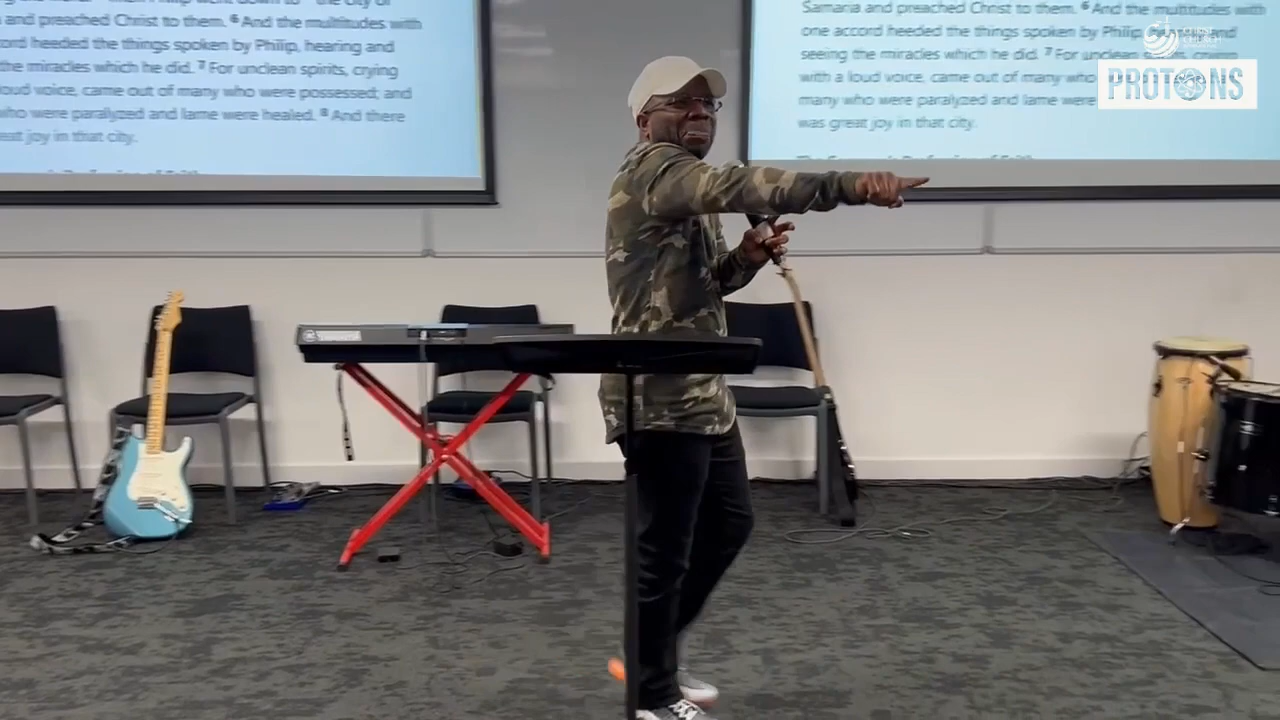 and preached Christ to them. 6 And the multitudes with
ord heeded the things spoken by Philip, hearing and
the miracles which he did. 7 For unclean spirits, crying
loud voice, came out of many who were possessed; and
who were paralyzed and lame were healed. 8 And there
eat joy in that city.
Samaria and preached Christ to them. 6 And the multitudes with
one accord heeded the things spoken by Philip
seeing the miracles which he did. 7 For unclean
with a loud voice, came out of many who
many who were paralyzed and lame were
was great joy in that city.
CHRIST
CHURCH
PROTONS